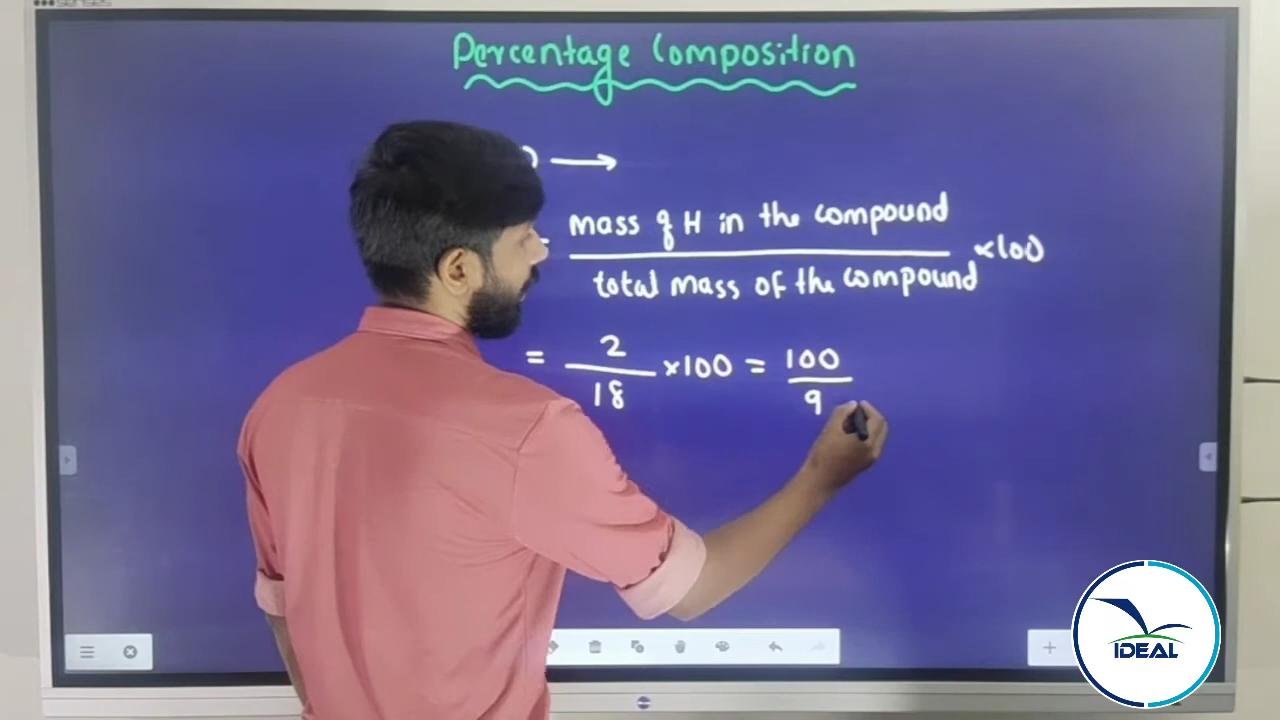 Percentage Composition
O ⟶
= mass of H in the compound / total mass of the compound ×100
= 2/18 ×100 = 100/9
IDEAL